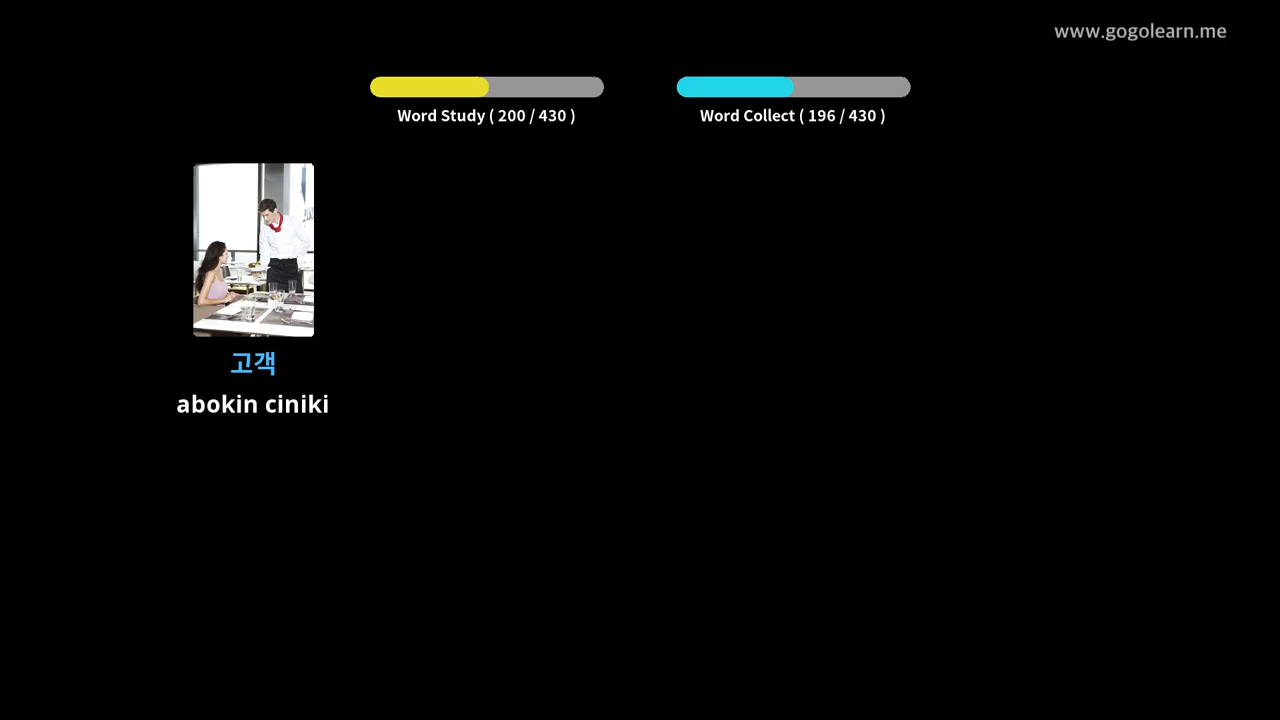 www.gogolearn.me
Word Study ( 200 / 430 )
Word Collect ( 196 / 430 )
고객
abokin ciniki